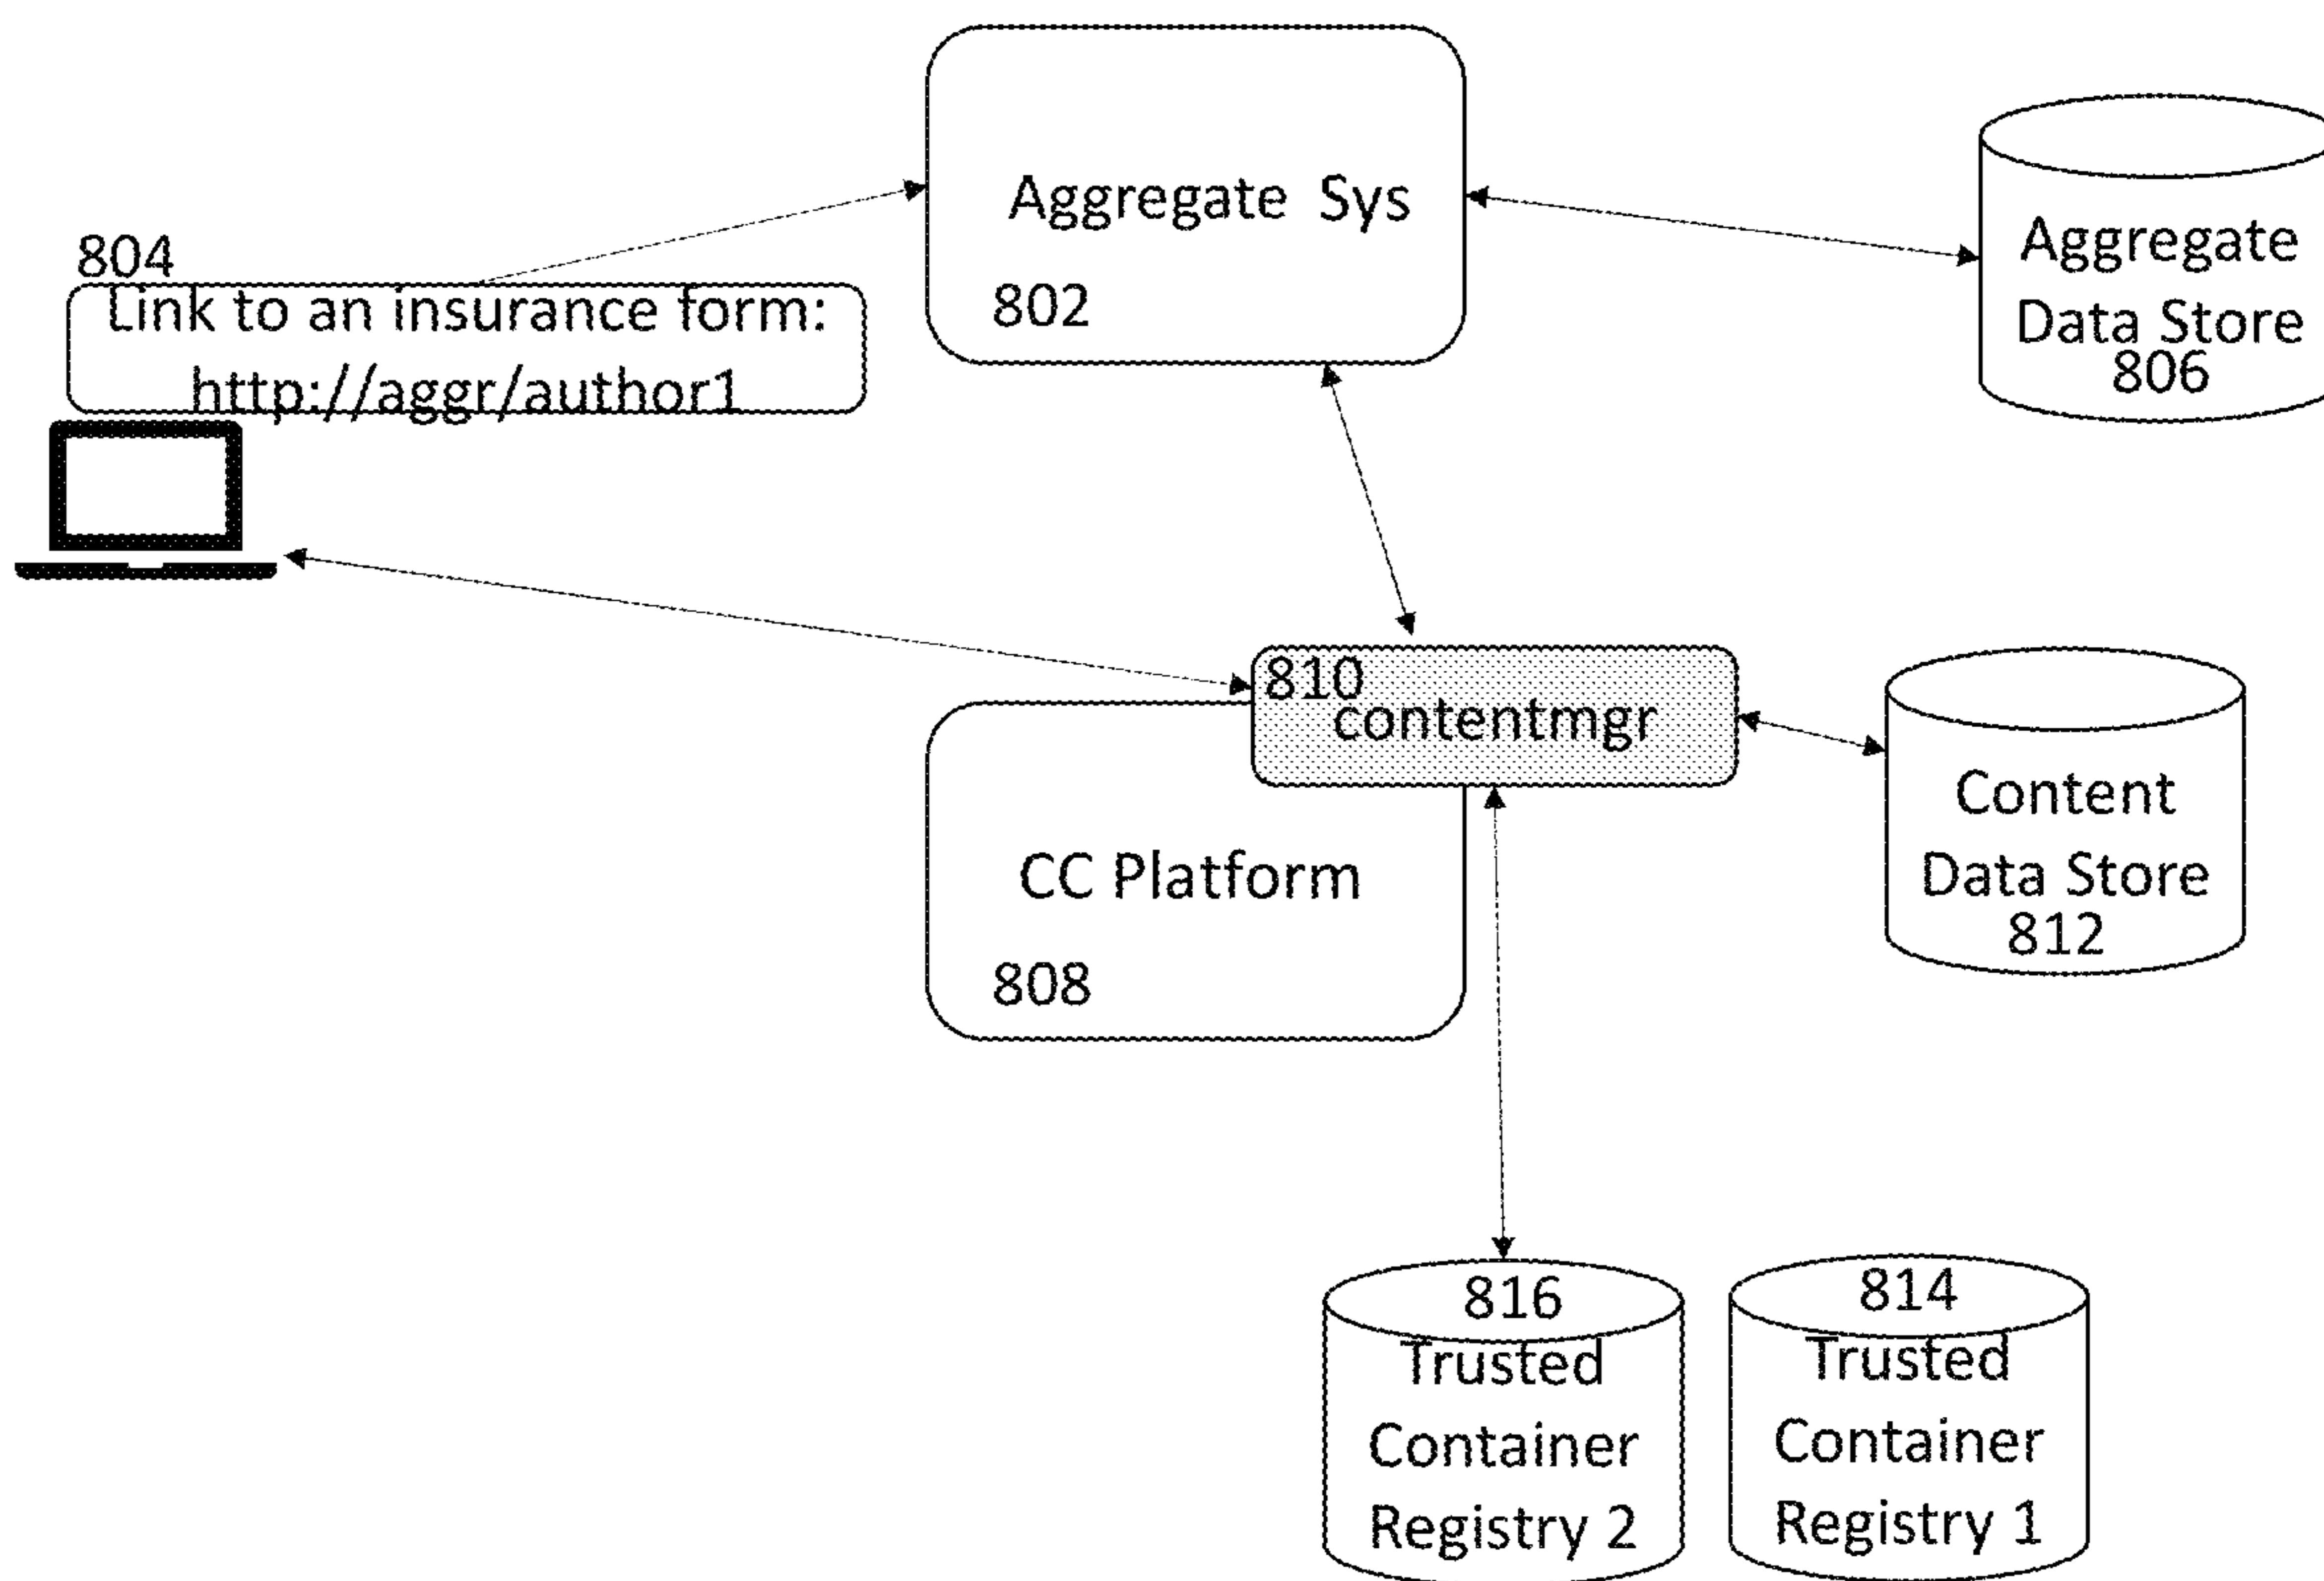 Aggregate Sys
802
804
Link to an insurance form:
http://aggr/author1
Aggregate
Data Store
806
810
contentmgr
CC Platform
808
Content
Data Store
812
816
Trusted
Container
Registry 2
814
Trusted
Container
Registry 1